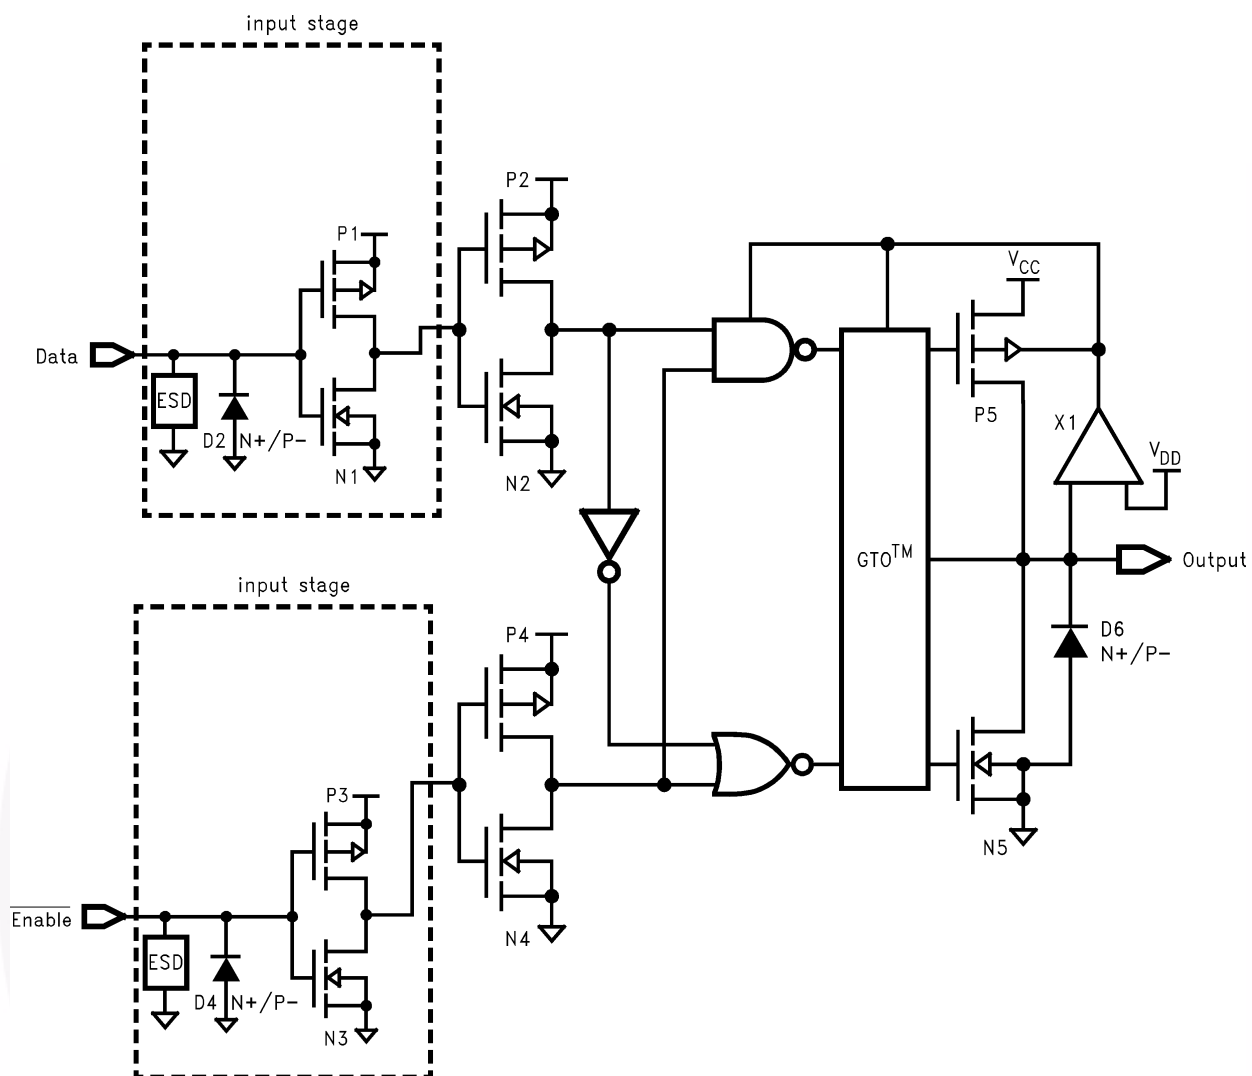 input stage
P2
P1
VCC
Data
ESD
D2 N+/P-
N1
N2
P5
X1
VDD
GTO™
Output
input stage
P4
D6
N+/P-
P3
N5
Enable
ESD
D4 N+/P-
N3
N4